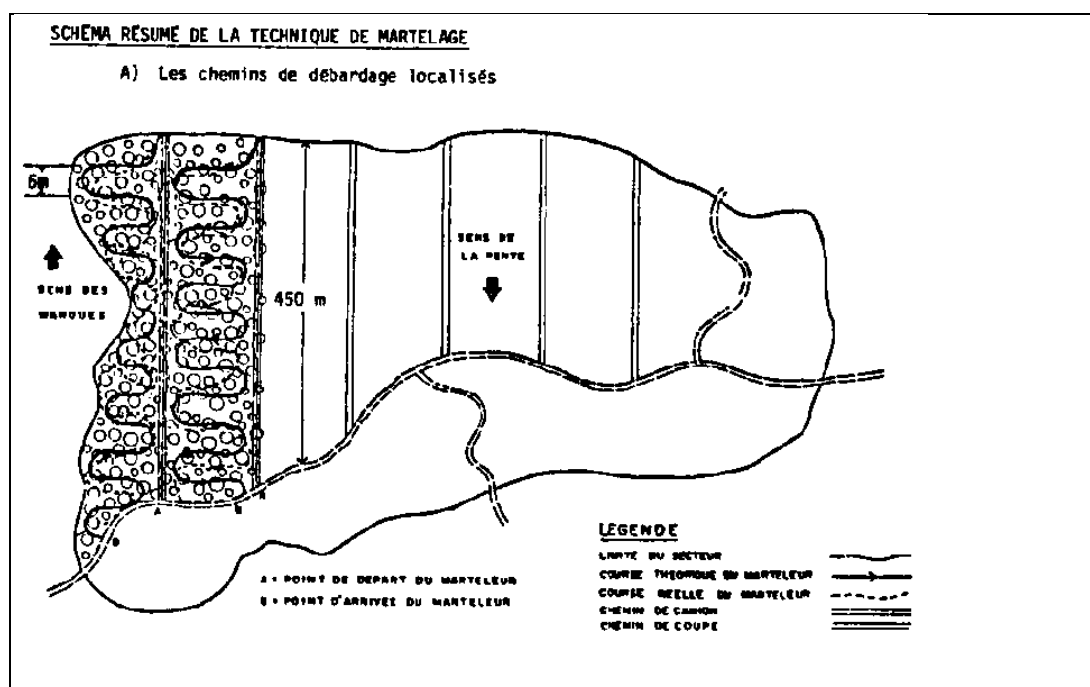 SCHÉMA RÉSUMÉ DE LA TECHNIQUE DE MARTELAGE
A) Les chemins de débardage localisés
6m
SENS DES
MARQUES
450 m
SENS DE
LA PENTE
A
B
A
B
A = POINT DE DÉPART DU MARTELEUR
B = POINT D'ARRIVÉE DU MARTELEUR
LÉGENDE
LIMITE DU SECTEUR
COURSE THÉORIQUE DU MARTELEUR
COURSE RÉELLE DU MARTELEUR
CHEMIN DE CAMION
CHEMIN DE COUPE